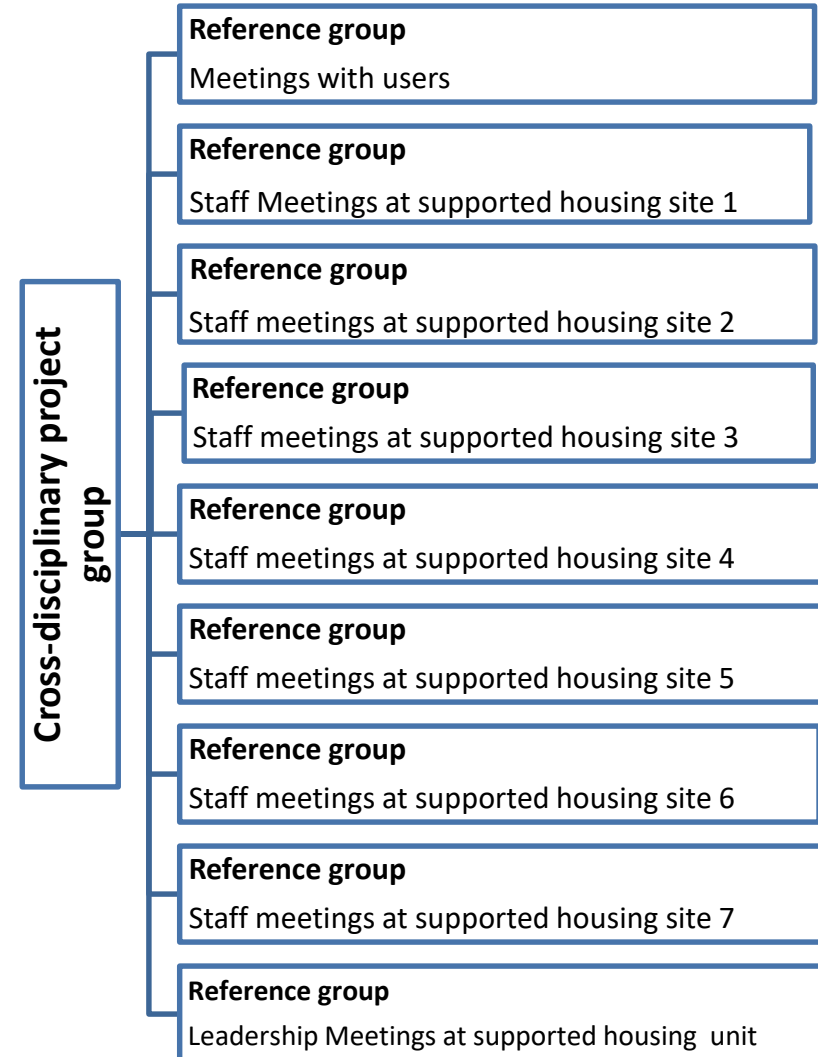 Cross-disciplinary project
group
Reference group
Meetings with users
Reference group
Staff Meetings at supported housing site 1
Reference group
Staff meetings at supported housing site 2
Reference group
Staff meetings at supported housing site 3
Reference group
Staff meetings at supported housing site 4
Reference group
Staff meetings at supported housing site 5
Reference group
Staff meetings at supported housing site 6
Reference group
Staff meetings at supported housing site 7
Reference group
Leadership Meetings at supported housing unit